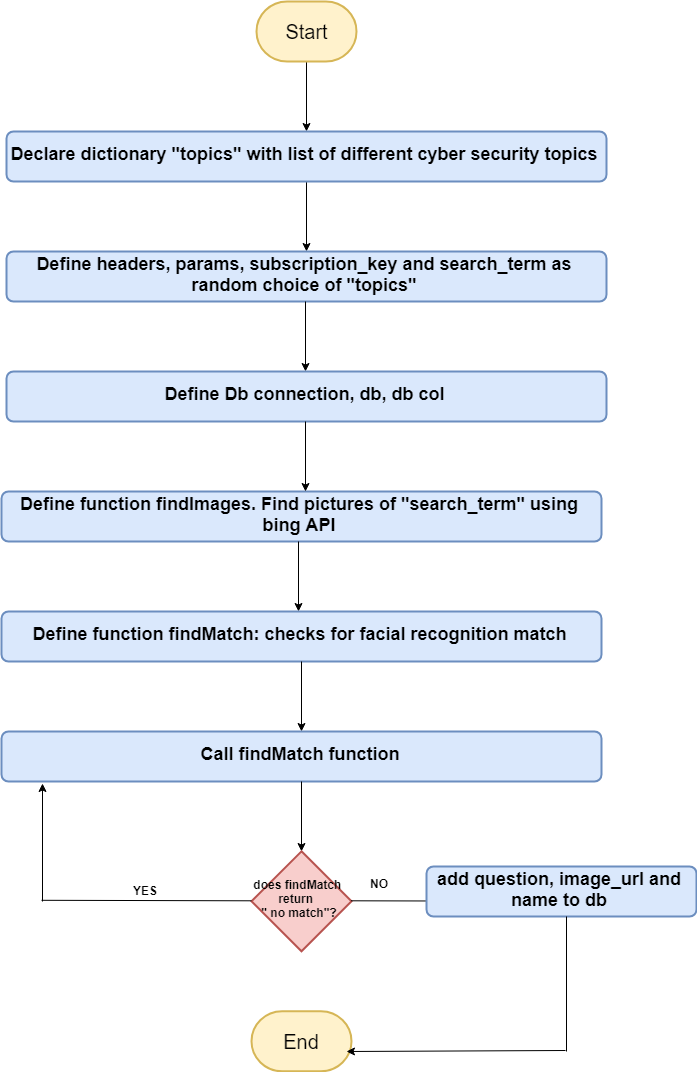 Start
Declare dictionary "topics" with list of different cyber security topics
Define headers, params, subscription_key and search_term as
random choice of "topics"
Define Db connection, db, db col
Define function findImages. Find pictures of "search_term" using
bing API
Define function findMatch: checks for facial recognition match
Call findMatch function
does findMatch
return
" no match"?
YES
NO
add question, image_url and
name to db
End